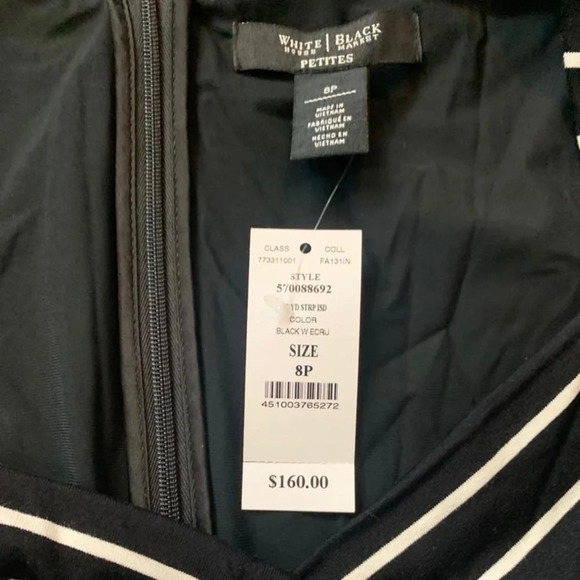 WHITE | BLACK
HOUSE MARKET
PETITES
8P
MADE IN
VIETNAM
FABRIQUÉ EN
VIETNAM
HECHO EN
VIETNAM
CLASS COLL
773311001 FA131IN
STYLE
570088692
YD STRP ISD
COLOR
BLACK W ECRU
SIZE
8P
451003765272
$160.00